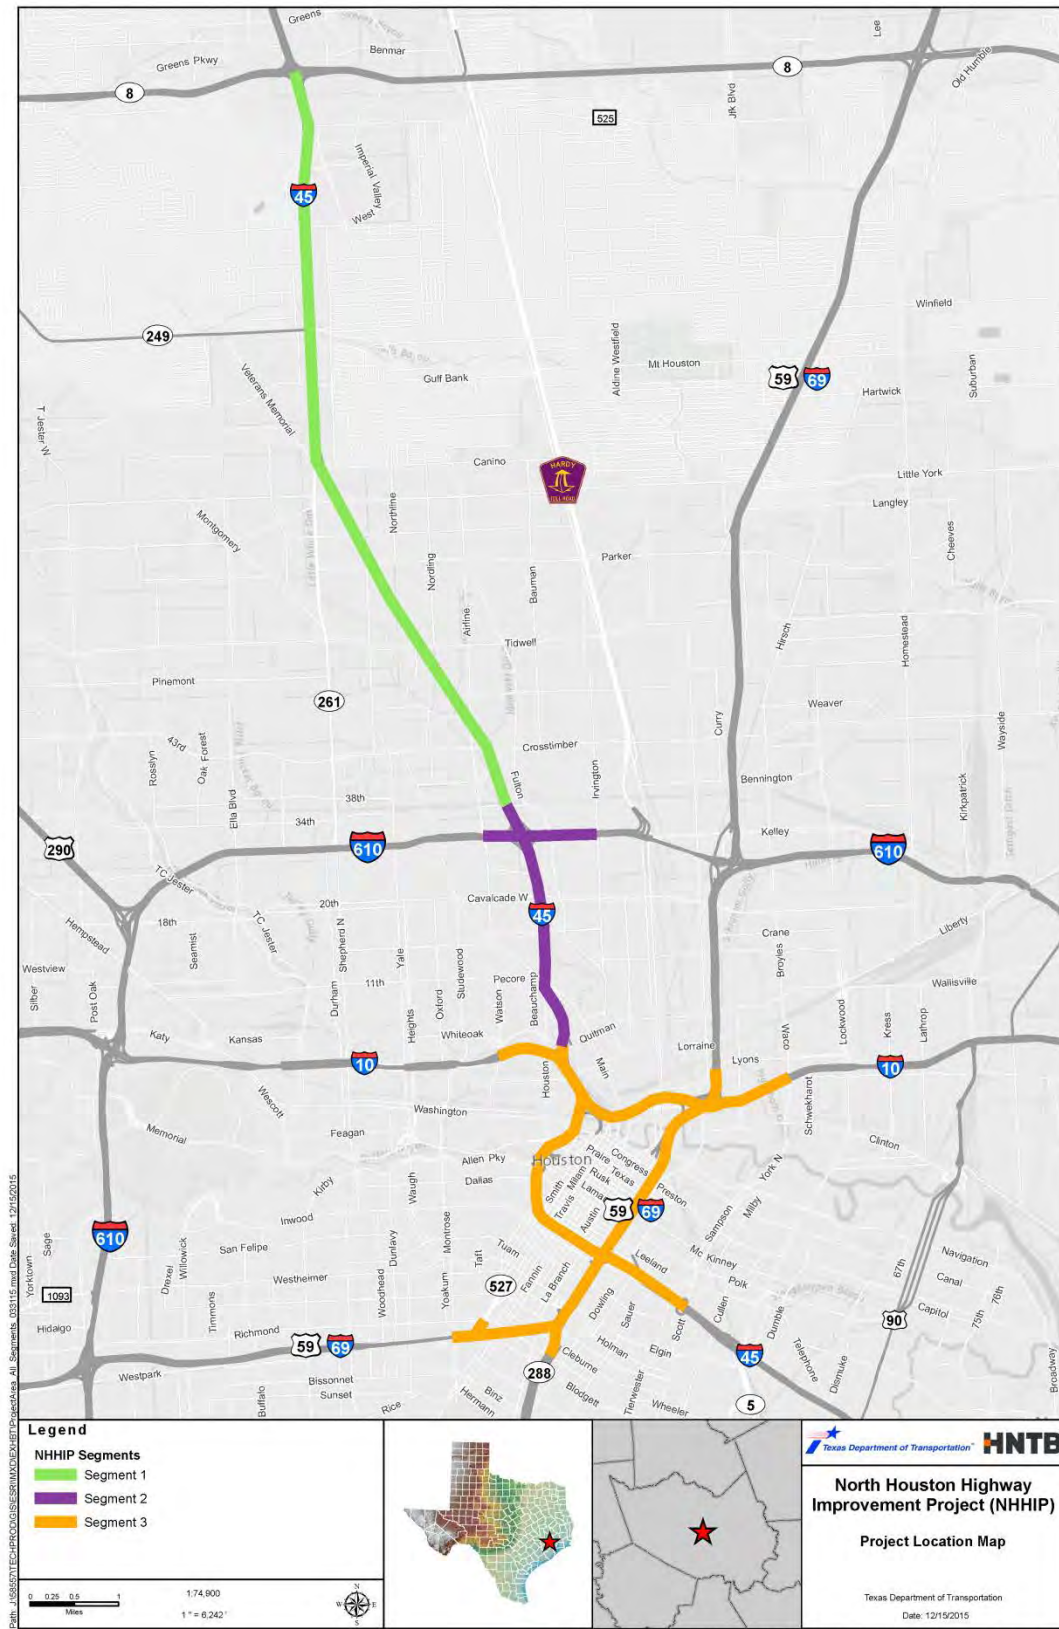 Greens
Benmar
Greens Pkwy
Lee
Old Humble
8
8
Jfk Blvd
525
Imperial Valley
45
West
Winfield
249
Aldine Westfield
Mt Houston
Gulf Bank
59
69
Hartwick
Suburban
Veterans Memorial
T Jester W
HARDY
TOLL ROAD
Canino
Little York
Langley
Northline
Montgomery
Cheeves
Nordling
Parker
Bauman
Airline
Hirsch
Homestead
Tidwell
Pinemont
261
Weaver
Curry
Wayside
43rd
Oak Forest
Rosslyn
Crosstimber
Fulton
Irvington
Bennington
Kirkpatrick
38th
Ella Blvd
34th
Kelley
290
610
610
TC Jester
20th
Cavalcade W
45
18th
TC Jester
Crane
Liberty
Hempstead
Seamist
Shepherd N
Durham
Yale
Studewood
Oxford
Broyles
Westview
11th
Pecore
Watson
Beauchamp
Wallisville
Silber
Post Oak
Lockwood
Kress
Lathrop
Katy
Kansas
Heights
Whiteoak
Quitman
Main
Lorraine
Lyons
Waco
10
10
Houston
Schwekhardt
Wescott
Washington
Memorial
Feagan
Clinton
Allen Pky
Houston
Dallas
Congress
Praire
Texas
Rusk
Milam
Lamar
Smith
Travis
Austin
Preston
York N
Kirby
Waugh
59
69
Sampson
Milby
Inwood
Montrose
610
Sage
Yorktown
San Felipe
Dunlavy
Taft
Tuam
Mc Kinney
Leeland
Polk
67th
Navigation
Canal
Capitol
76th
75th
Drexel
Willowick
Westheimer
Woodhead
Yoakum
527
Fannin
La Branch
Dowling
Sauer
Scott
Cullen
Dumble
90
1093
Hidalgo
Timmons
Richmond
59
69
Holman
Elgin
Telephone
Dismuke
45
Broadway
Westpark
Bissonnet
Sunset
Buffalo
Rice
288
Cleburne
Blodgett
Tierwester
Wheeler
Binz
Hermann
5
Legend
NHHIP Segments
Segment 1
Segment 2
Segment 3
0 0.25 0.5 1
Miles
1:74,900
1 " = 6,242 '
N
W E
S
Texas Department of Transportation
HNTB
North Houston Highway
Improvement Project (NHHIP)
Project Location Map
Texas Department of Transportation
Date: 12/15/2015